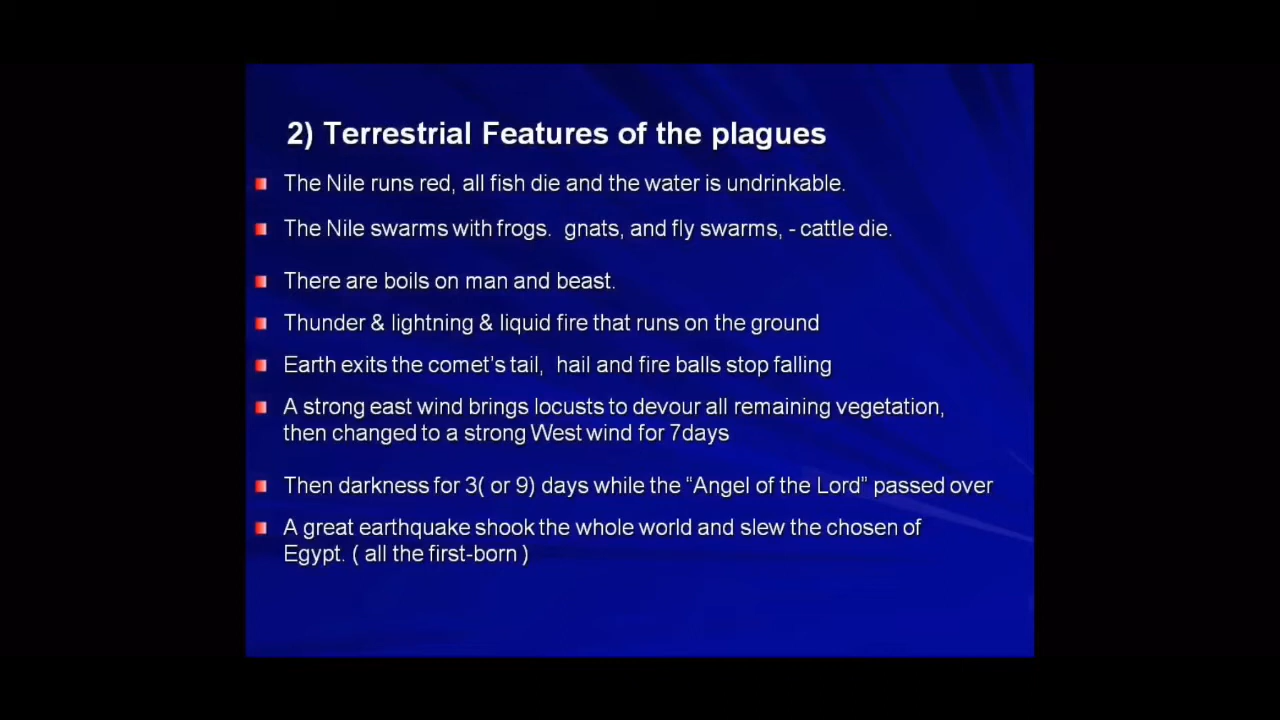 2) Terrestrial Features of the plagues
The Nile runs red, all fish die and the water is undrinkable.
The Nile swarms with frogs.  gnats, and fly swarms, - cattle die.
There are boils on man and beast.
Thunder & lightning & liquid fire that runs on the ground
Earth exits the comet's tail,  hail and fire balls stop falling
A strong east wind brings locusts to devour all remaining vegetation,
then changed to a strong West wind for 7days
Then darkness for 3( or 9) days while the “Angel of the Lord” passed over
A great earthquake shook the whole world and slew the chosen of
Egypt. ( all the first-born )